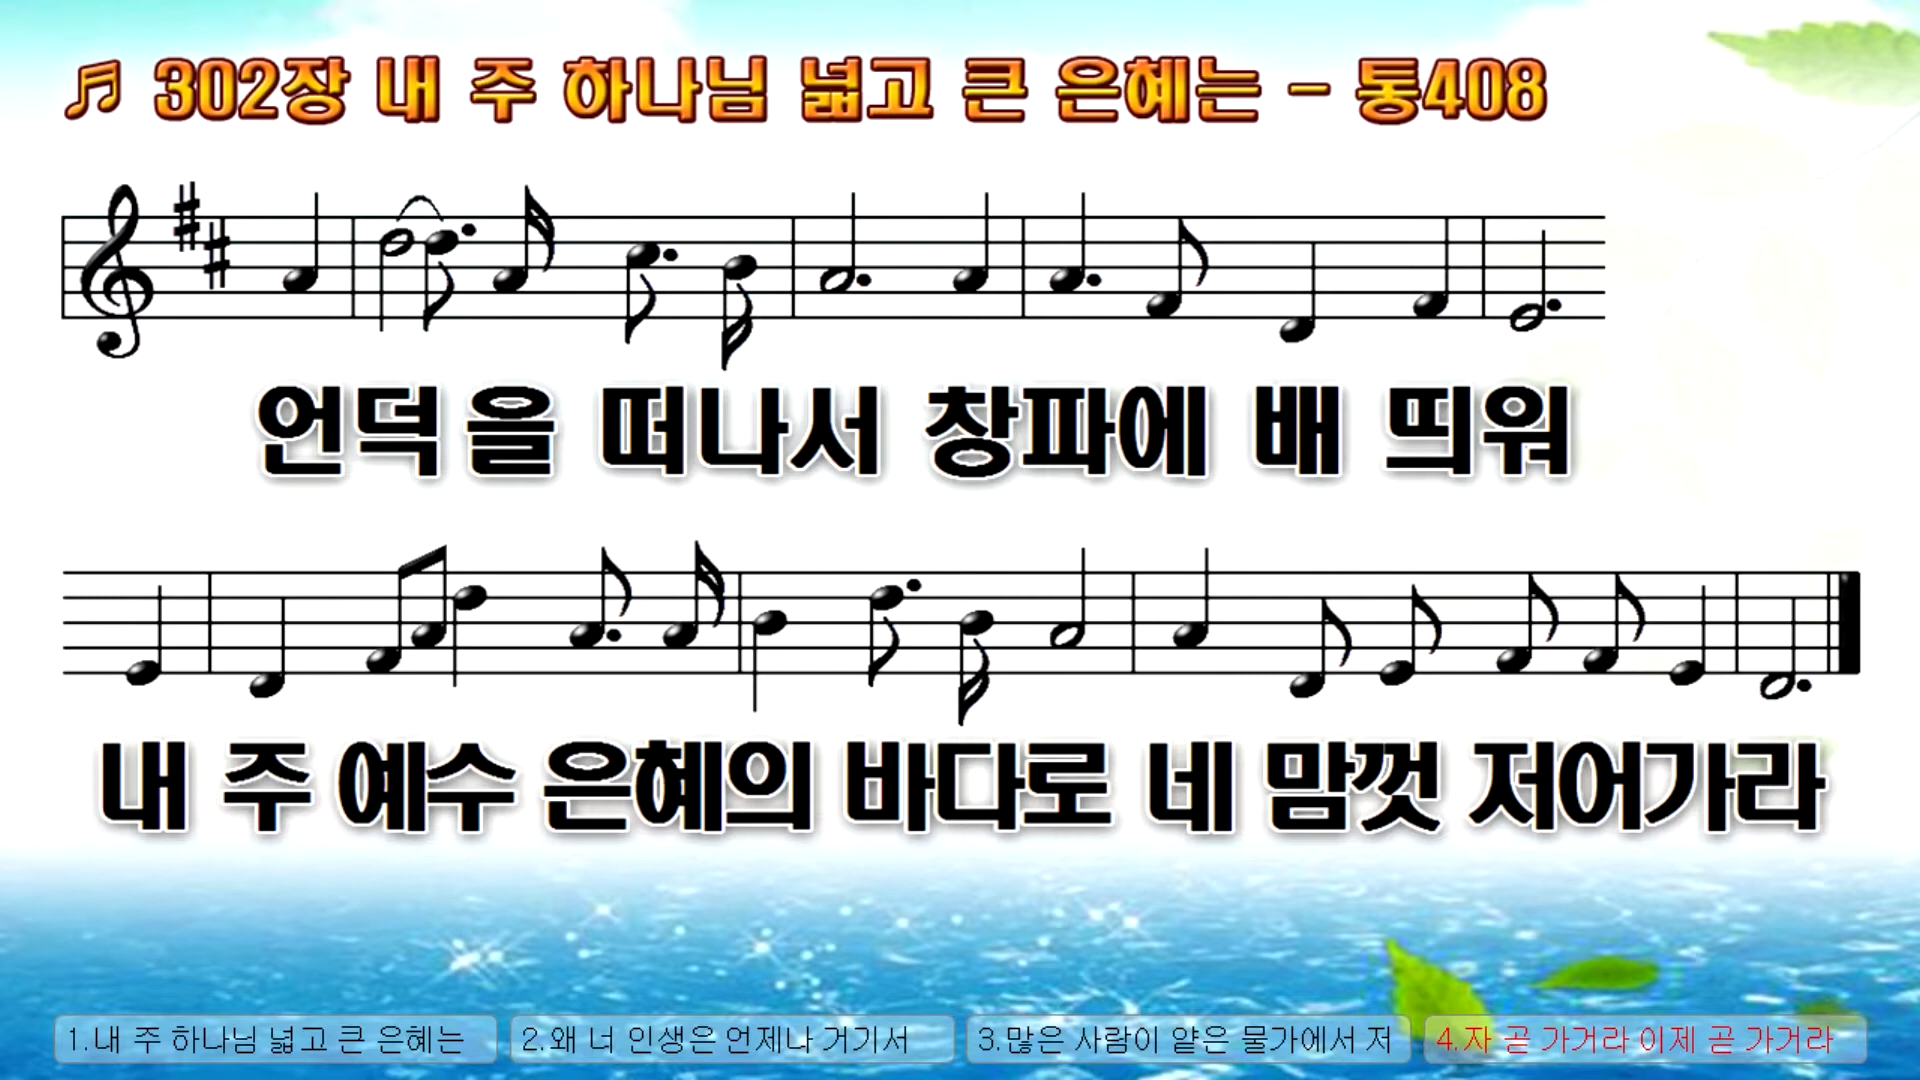 ♬ 302장 내 주 하나님 넓고 큰 은혜는 - 통408
언덕을 떠나서 창파에 배 띄워
내 주 예수 은혜의 바다로 네 맘껏 저어가라
1.내 주 하나님 넓고 큰 은혜는
2.왜 너 인생은 언제나 거기서
3.많은 사람이 얕은 물가에서 저
4.자 곧 가거라 이제 곧 가거라